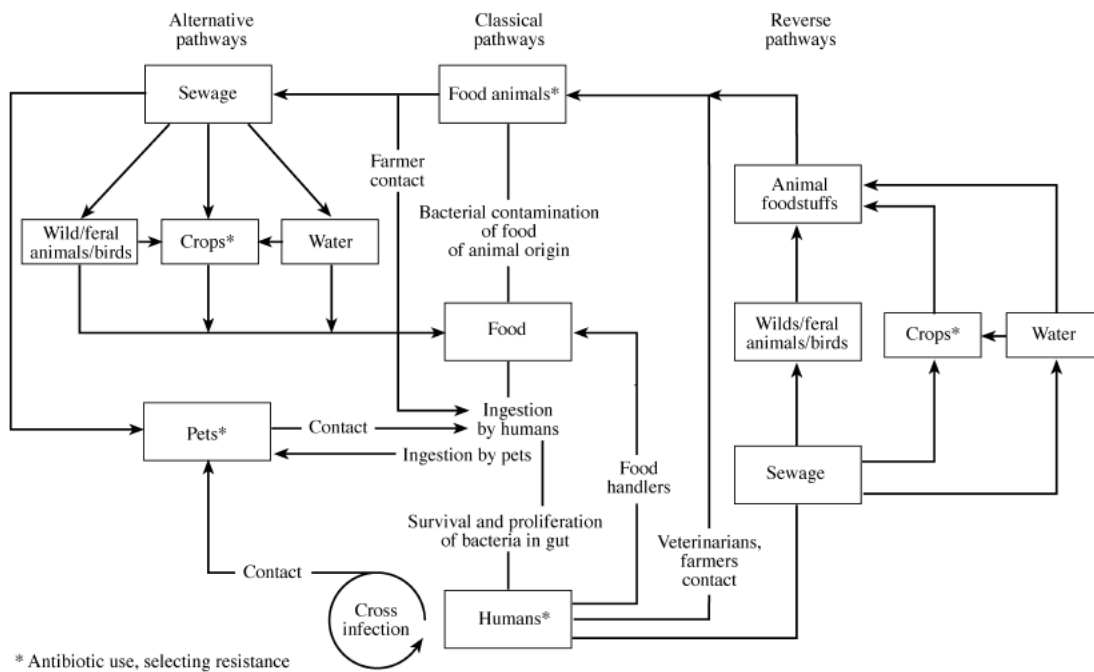 Alternative
pathways
Classical
pathways
Reverse
pathways
Sewage
Food animals*
Farmer
contact
Animal
foodstuffs
Wild/feral
animals/birds
Crops*
Water
Bacterial contamination
of food
of animal origin
Food
Wilds/feral
animals/birds
Crops*
Water
Pets*
Contact
Ingestion
by humans
Ingestion by pets
Food
handlers
Sewage
Survival and proliferation
of bacteria in gut
Veterinarians,
farmers
contact
Contact
Cross
infection
Humans*
* Antibiotic use, selecting resistance